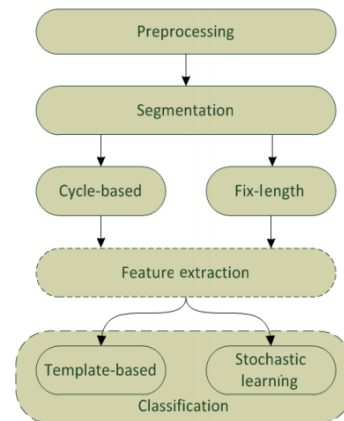 Preprocessing
Segmentation
Cycle-based
Fix-length
Feature extraction
Template-based
Stochastic
learning
Classification